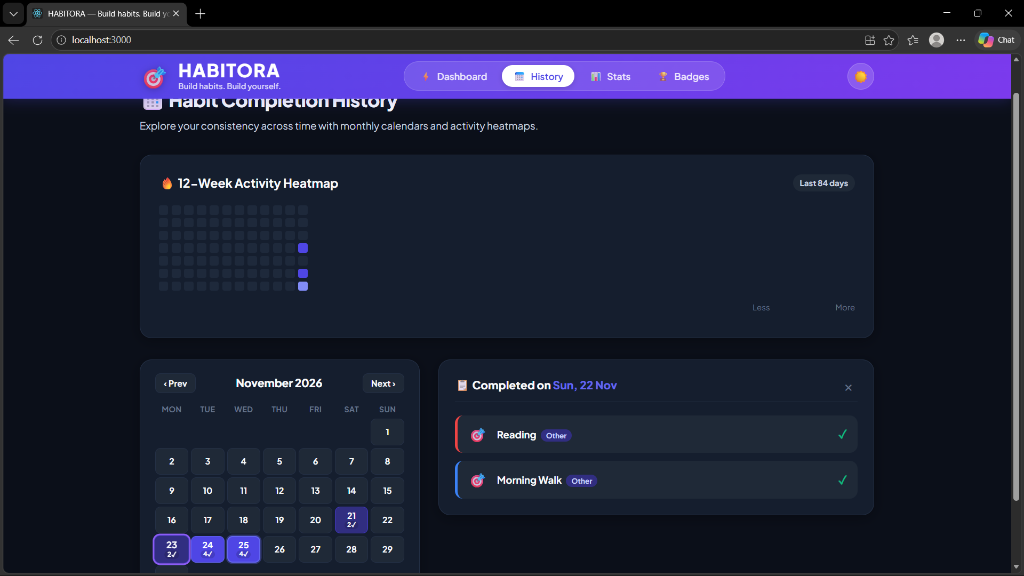 HABITORA — Build habits. Build y
localhost:3000
Chat
HABITORA
Build habits. Build yourself.
Dashboard
History
Stats
Badges
Habit Completion History
Explore your consistency across time with monthly calendars and activity heatmaps.
12-Week Activity Heatmap
Last 84 days
Less
More
‹ Prev
November 2026
Next ›
MON TUE WED THU FRI SAT SUN
1
2 3 4 5 6 7 8
9 10 11 12 13 14 15
16 17 18 19 20 21 22
2✓
23 24 25 26 27 28 29
2✓ 4✓ 4✓
Completed on Sun, 22 Nov
×
Reading Other ✓
Morning Walk Other ✓